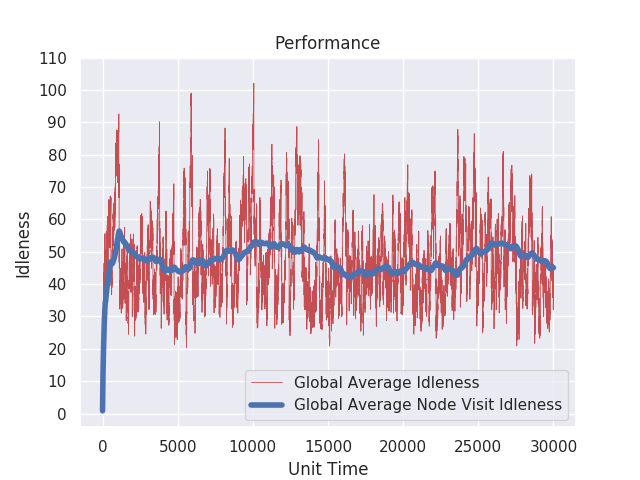 Performance
110
100
90
80
70
60
50
40
30
20
10
0
Idleness
Global Average Idleness
Global Average Node Visit Idleness
0 5000 10000 15000 20000 25000 30000
Unit Time